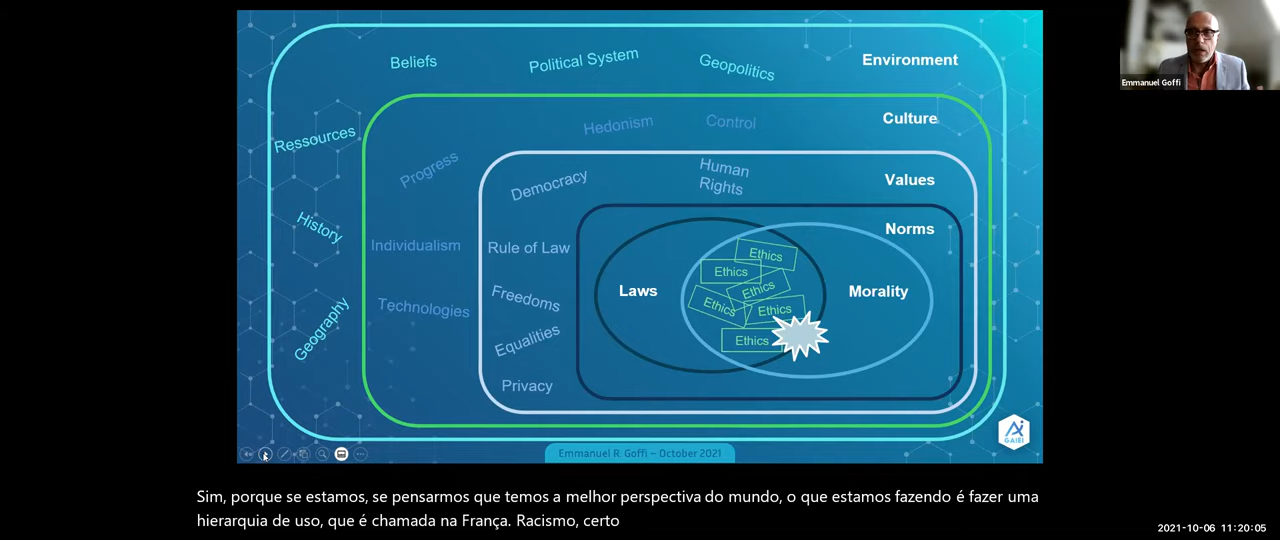 Beliefs
Political System
Geopolitics
Environment
Culture
Hedonism
Control
Ressources
Progress
Human
Rights
Values
Democracy
History
Norms
Individualism
Rule of Law
Ethics
Ethics
Ethics
Ethics
Ethics
Ethics
Laws
Morality
Freedoms
Technologies
Geography
Equalities
Privacy
GAIEI
Emmanuel R. Goffi – October 2021
Emmanuel Goffi
Sim, porque se estamos, se pensarmos que temos a melhor perspectiva do mundo, o que estamos fazendo é fazer uma
hierarquia de uso, que é chamada na França. Racismo, certo
2021-10-06 11:20:05